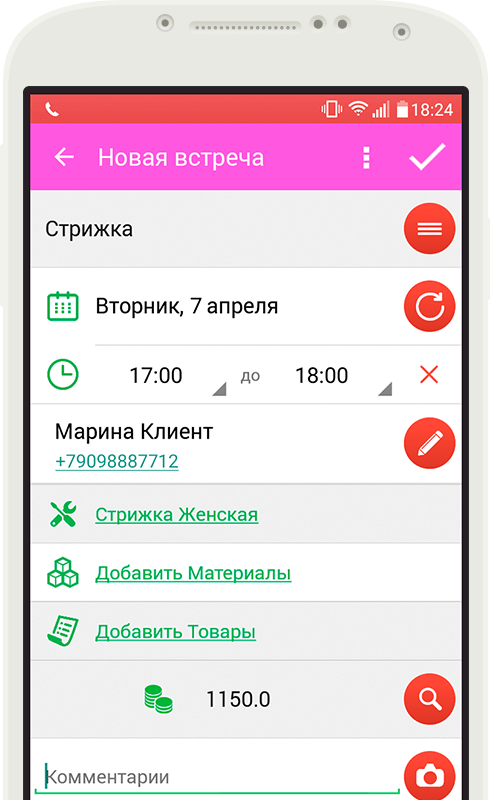 18:24
Новая встреча
Стрижка
Вторник, 7 апреля
17:00 до 18:00
Марина Клиент
+79098887712
Стрижка Женская
Добавить Материалы
Добавить Товары
1150.0
Комментарии